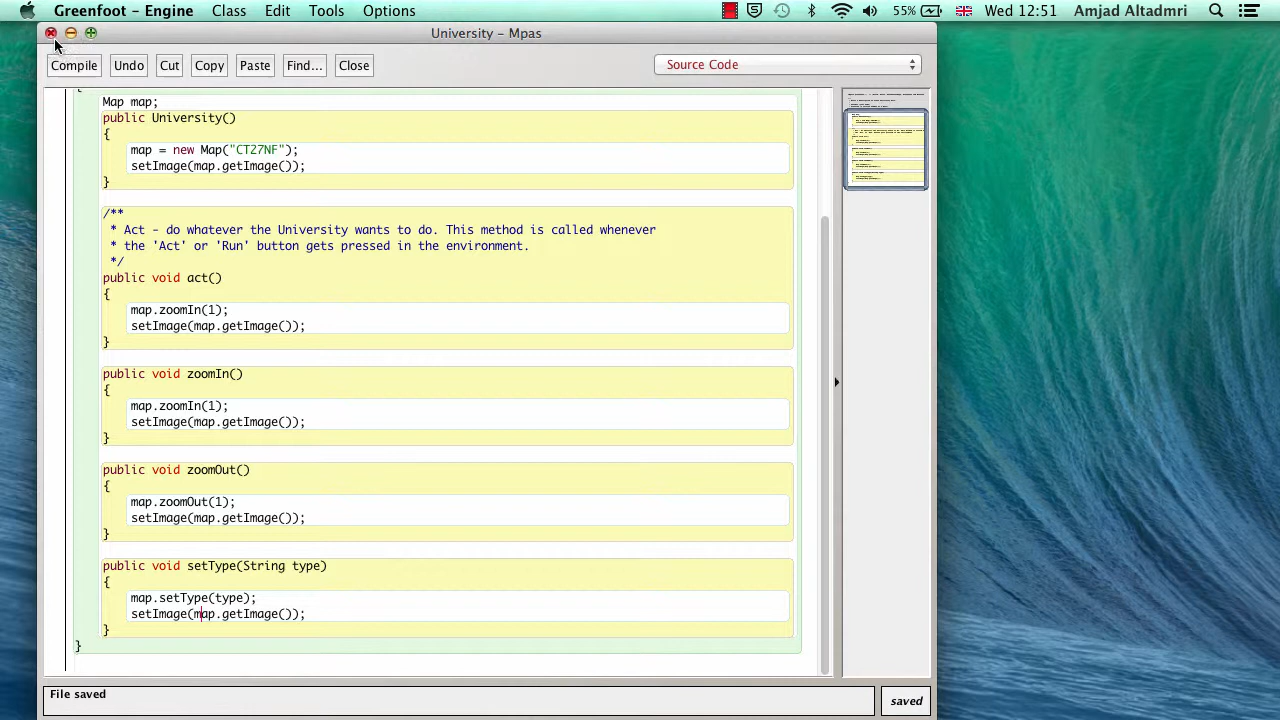 Greenfoot – Engine Class Edit Tools Options 55% Wed 12:51 Amjad Altadmri
University – Mpas
Compile Undo Cut Copy Paste Find... Close Source Code
{
Map map;
public University()
{
map = new Map("CT27NF");
setImage(map.getImage());
}
/**
* Act – do whatever the University wants to do. This method is called whenever
* the 'Act' or 'Run' button gets pressed in the environment.
*/
public void act()
{
map.zoomIn(1);
setImage(map.getImage());
}
public void zoomIn()
{
map.zoomIn(1);
setImage(map.getImage());
}
public void zoomOut()
{
map.zoomOut(1);
setImage(map.getImage());
}
public void setType(String type)
{
map.setType(type);
setImage(map.getImage());
}
}
File saved
saved